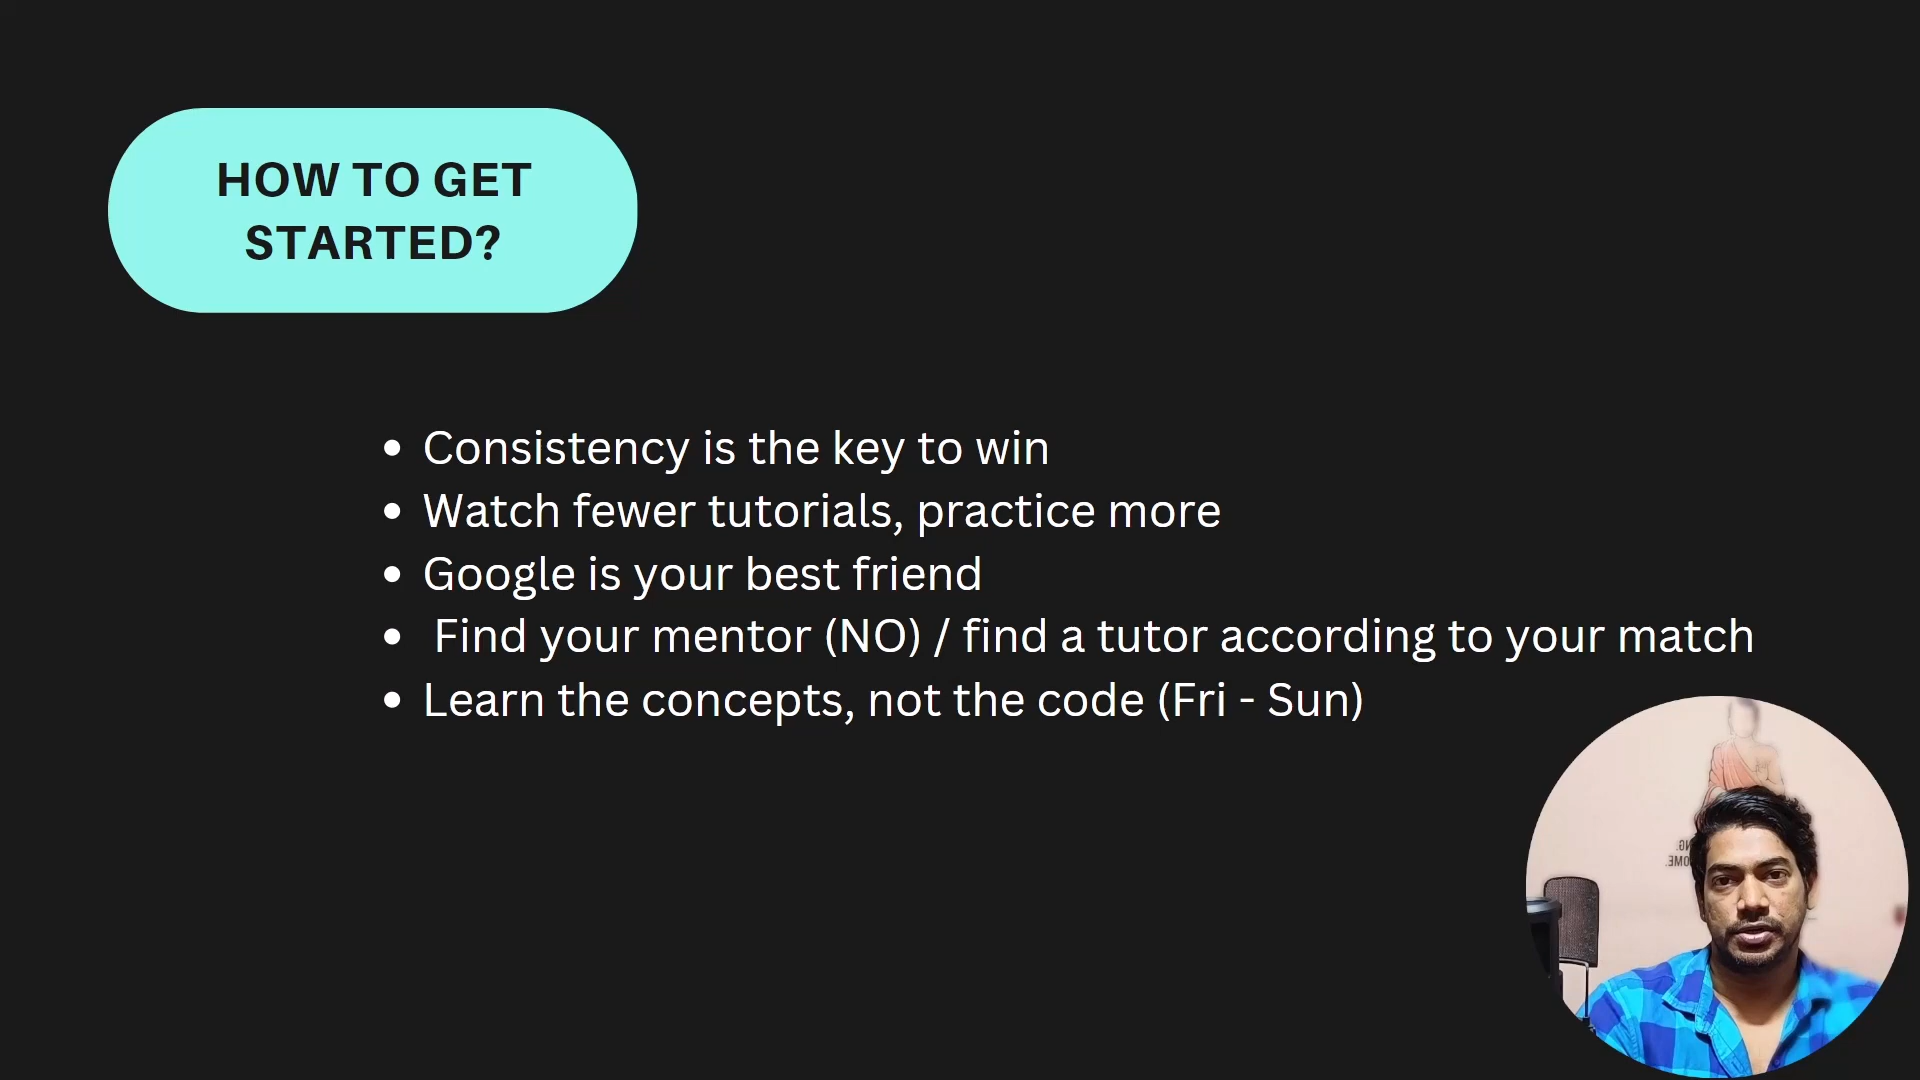 HOW TO GET
STARTED?
• Consistency is the key to win
• Watch fewer tutorials, practice more
• Google is your best friend
• Find your mentor (NO) / find a tutor according to your match
• Learn the concepts, not the code (Fri - Sun)